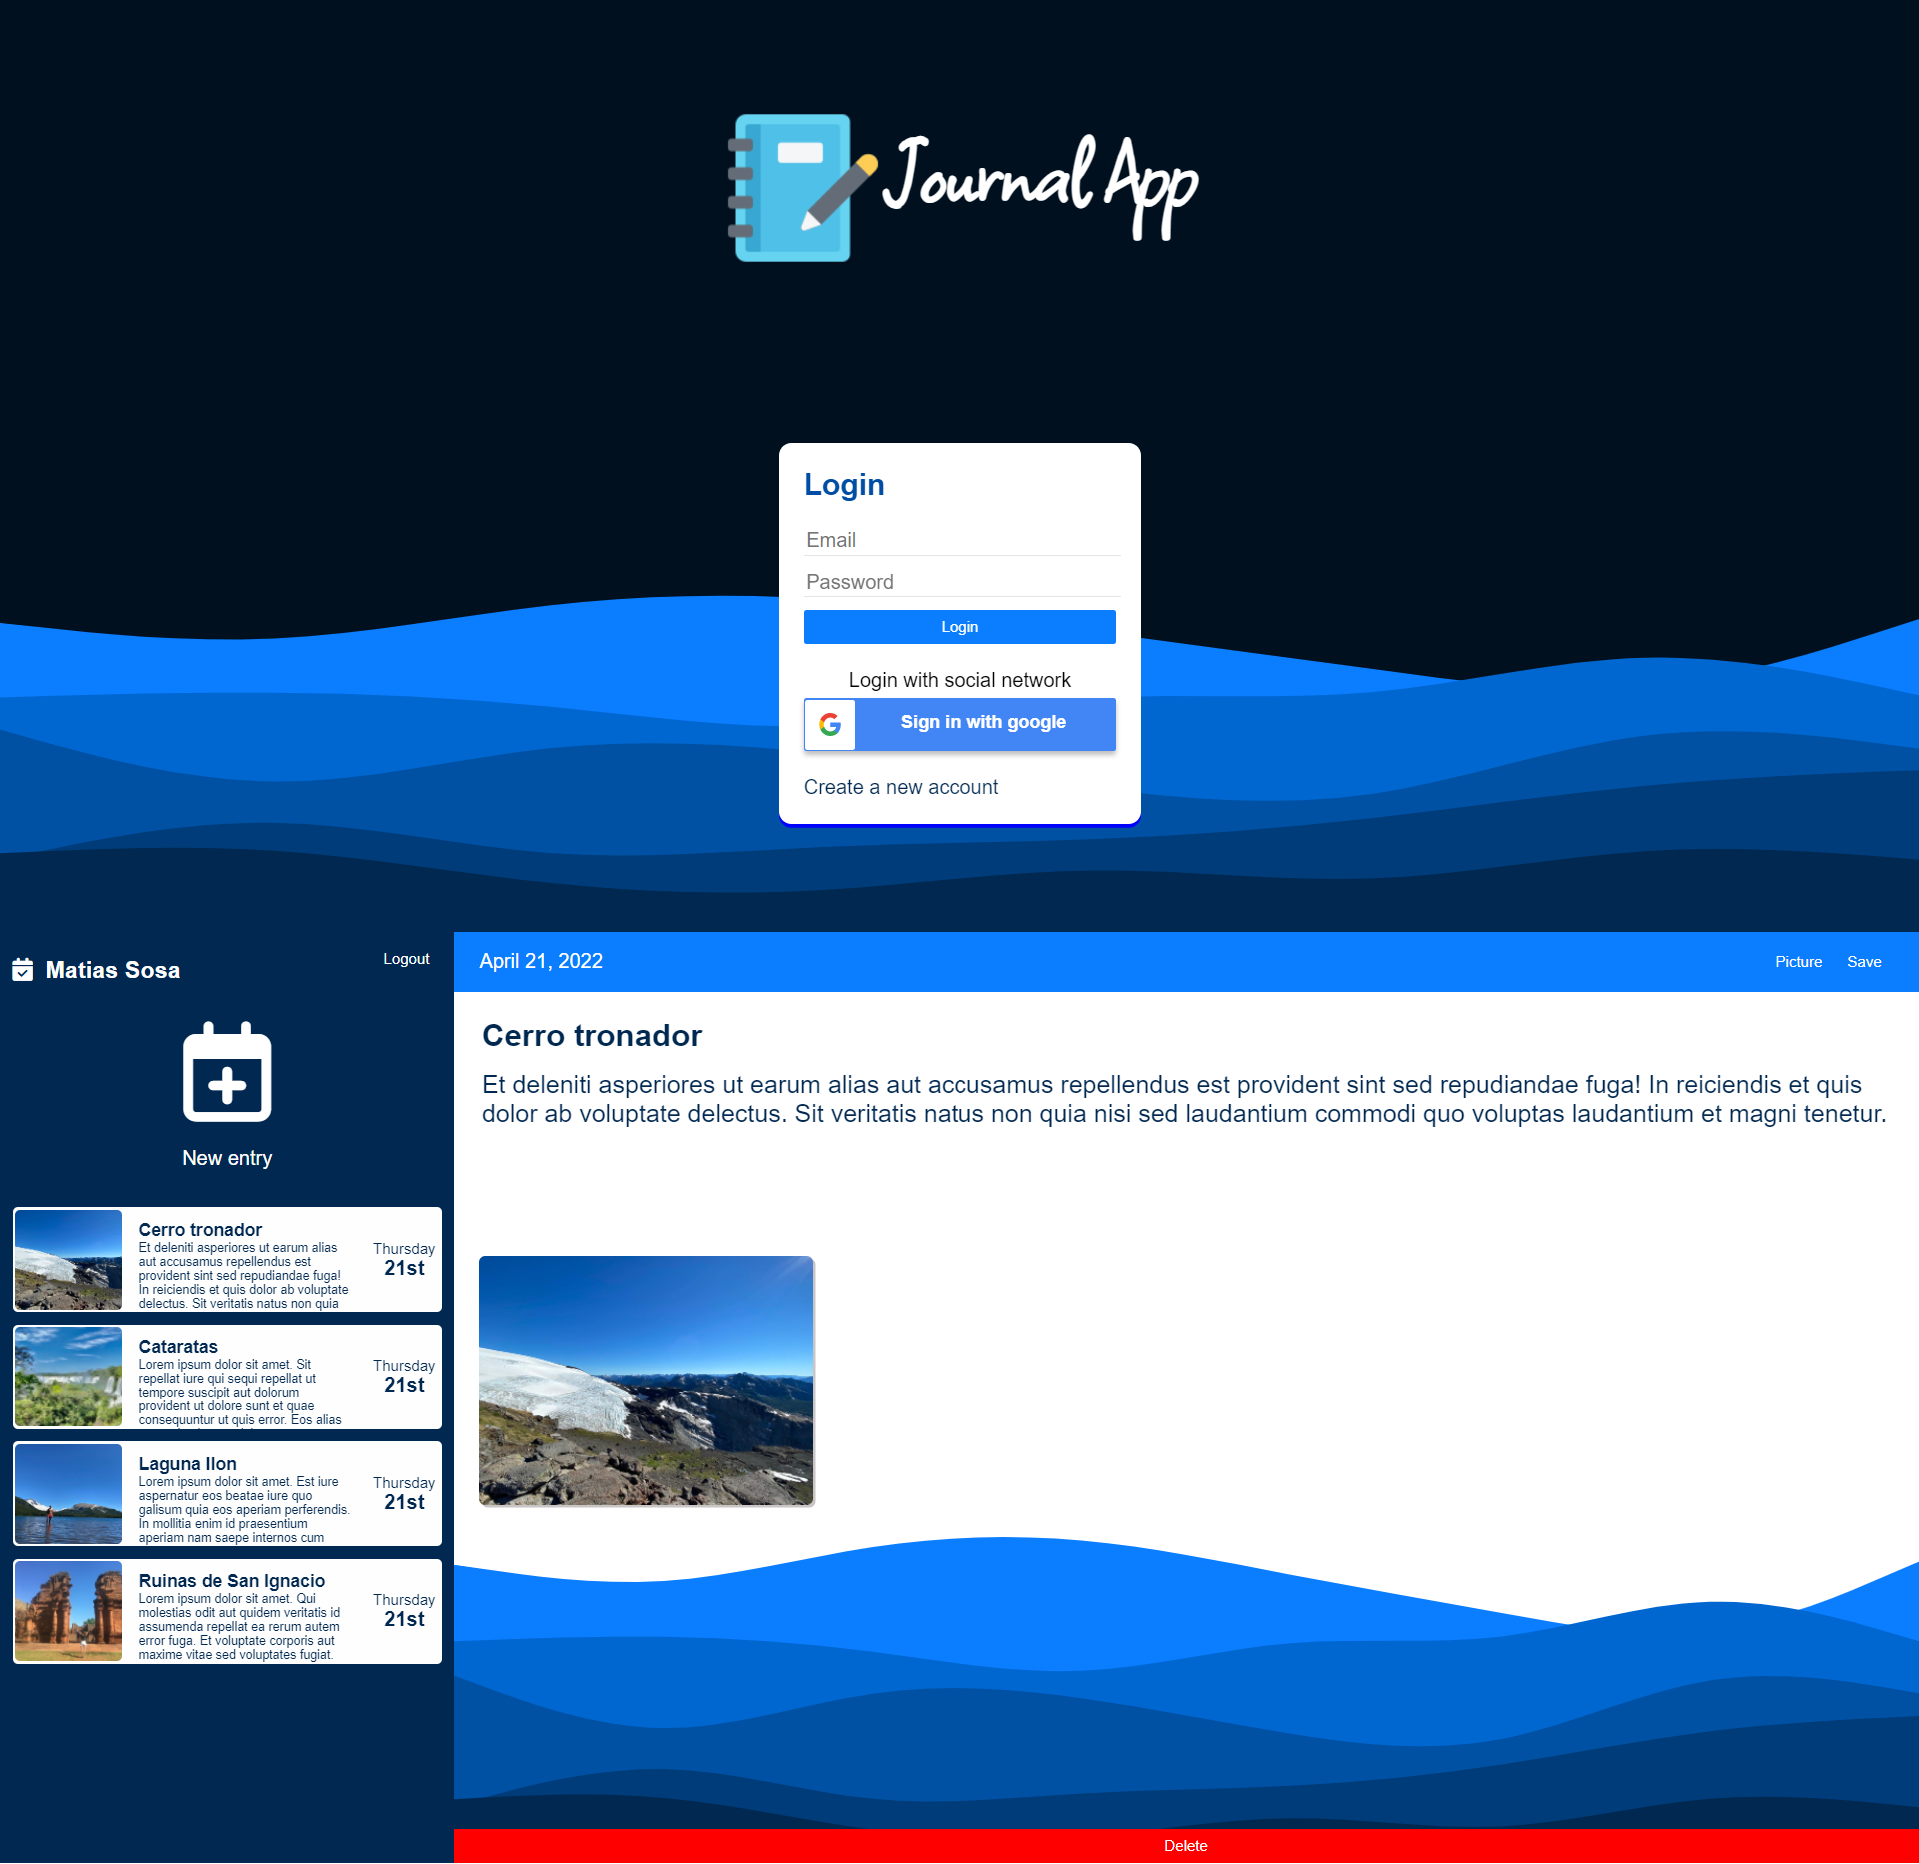 Journal App
Login
Email
Password
Login
Login with social network
Sign in with google
Create a new account
Matias Sosa
Logout
New entry
Cerro tronador
Et deleniti asperiores ut earum alias
aut accusamus repellendus est
provident sint sed repudiandae fuga!
In reiciendis et quis dolor ab voluptate
delectus. Sit veritatis natus non quia
Thursday
21st
Cataratas
Lorem ipsum dolor sit amet. Sit
repellat iure qui sequi repellat ut
tempore suscipit aut dolorum
provident ut dolore sunt et quae
consequuntur ut quis error. Eos alias
Thursday
21st
Laguna Ilon
Lorem ipsum dolor sit amet. Est iure
aspernatur eos beatae iure quo
galisum quia eos aperiam perferendis.
In mollitia enim id praesentium
aperiam nam saepe internos cum
Thursday
21st
Ruinas de San Ignacio
Lorem ipsum dolor sit amet. Qui
molestias odit aut quidem veritatis id
assumenda repellat ea rerum autem
error fuga. Et voluptate corporis aut
maxime vitae sed voluptates fugiat.
Thursday
21st
April 21, 2022
Picture
Save
Cerro tronador
Et deleniti asperiores ut earum alias aut accusamus repellendus est provident sint sed repudiandae fuga! In reiciendis et quis
dolor ab voluptate delectus. Sit veritatis natus non quia nisi sed laudantium commodi quo voluptas laudantium et magni tenetur.
Delete